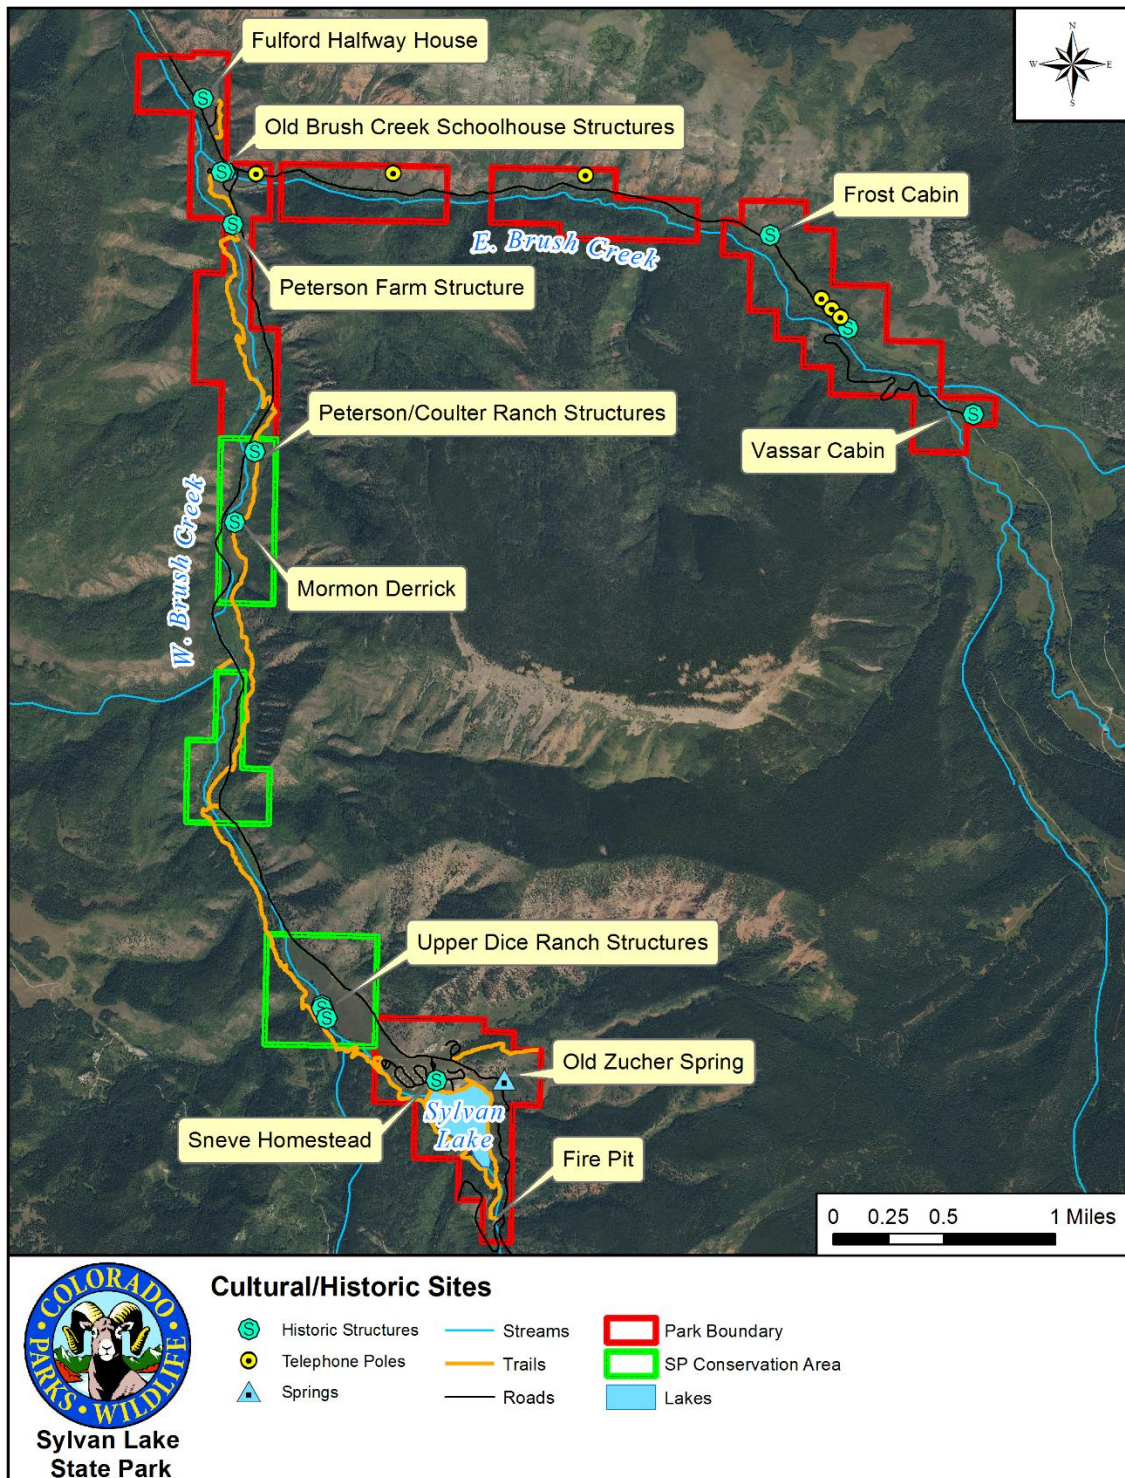 Fulford Halfway House
N
W E
S
Old Brush Creek Schoolhouse Structures
Frost Cabin
E. Brush Creek
Peterson Farm Structure
Peterson/Coulter Ranch Structures
Vassar Cabin
W. Brush Creek
Mormon Derrick
Upper Dice Ranch Structures
Old Zucher Spring
Sylvan
Lake
Sneve Homestead
Fire Pit
0 0.25 0.5 1 Miles
COLORADO
PARKS • WILDLIFE
Sylvan Lake
State Park
Cultural/Historic Sites
S Historic Structures
Telephone Poles
Springs
Streams
Trails
Roads
Park Boundary
SP Conservation Area
Lakes